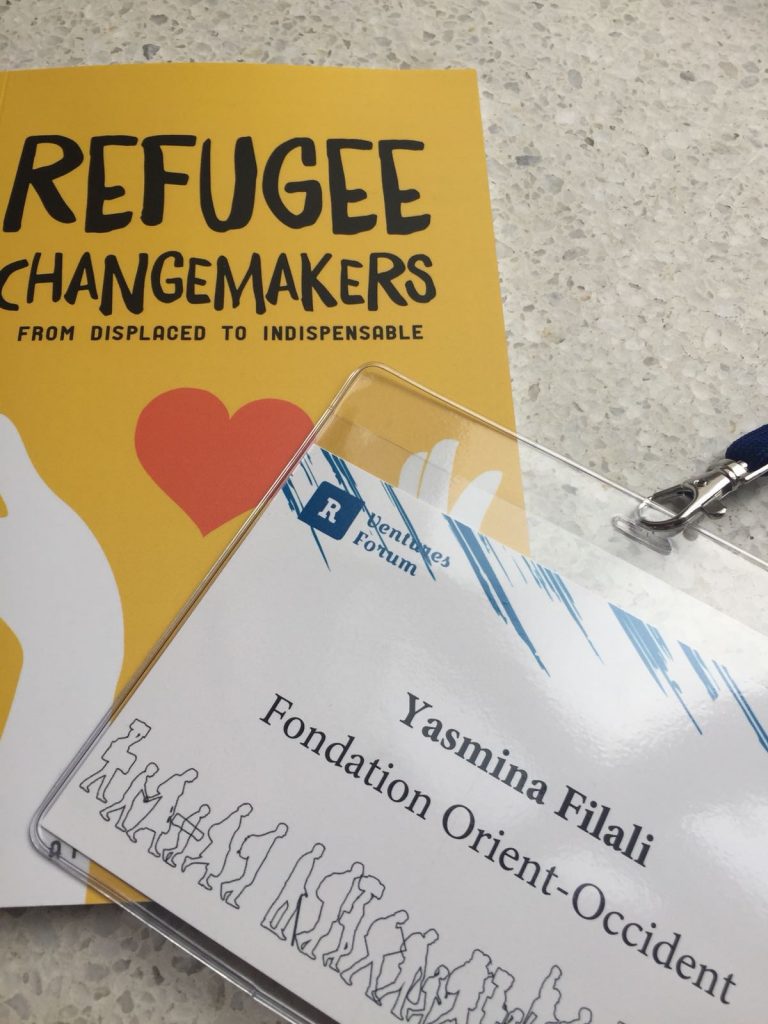 REFUGEE
CHANGEMAKERS
FROM DISPLACED TO INDISPENSABLE
R Ventures
Forum
Yasmina Filali
Fondation Orient-Occident